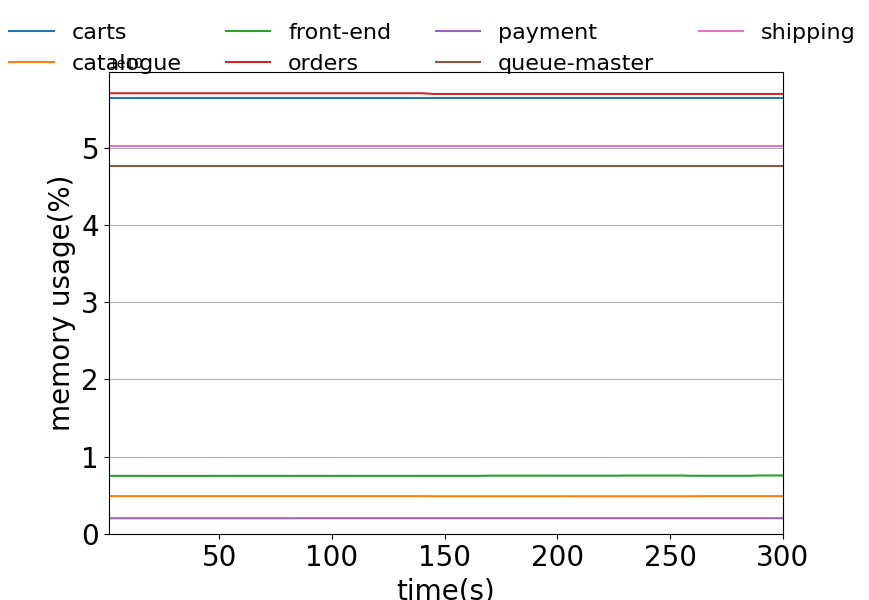 carts front-end payment shipping
catalogue orders queue-master
5
4
3
2
1
0
memory usage(%)
50 100 150 200 250 300
time(s)